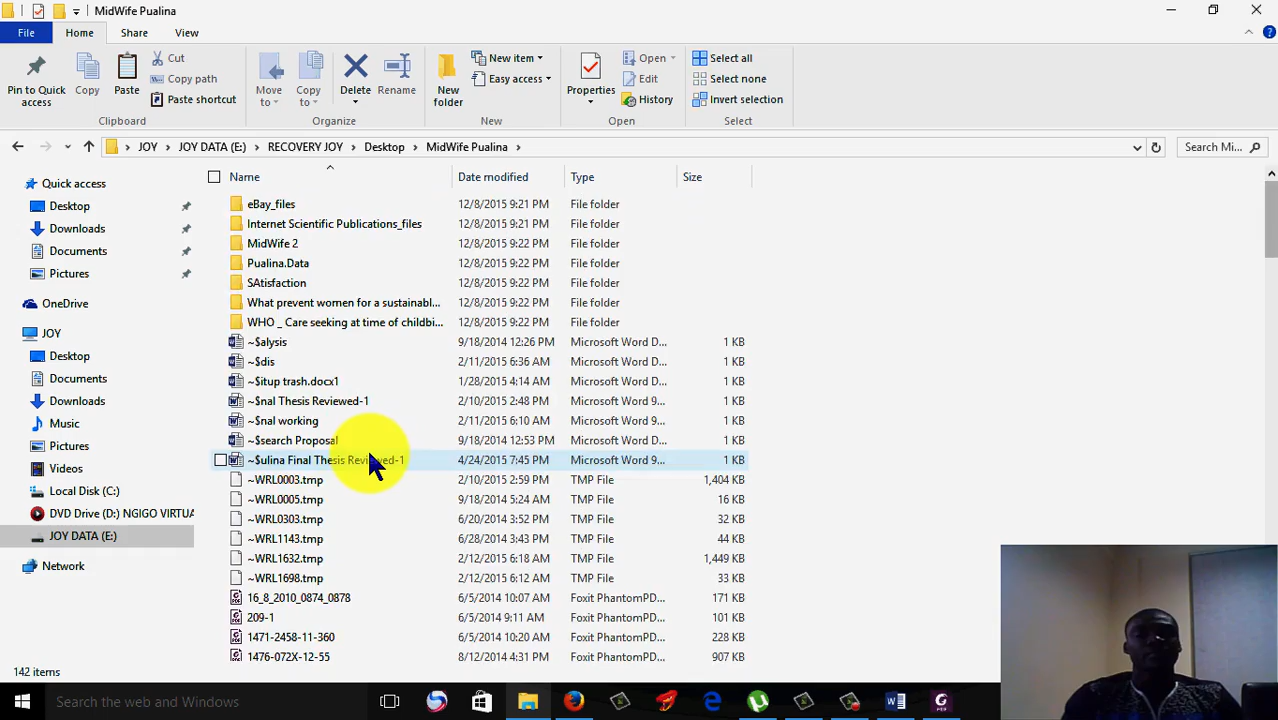 MidWife Pualina
File Home Share View
Pin to Quick access
Copy
Paste
Cut
Copy path
Paste shortcut
Clipboard
Move to
Copy to
Delete
Rename
Organize
New folder
New item
Easy access
New
Properties
Open
Edit
History
Open
Select all
Select none
Invert selection
Select
JOY JOY DATA (E:) RECOVERY JOY Desktop MidWife Pualina
Search Mi...
Quick access
Desktop
Downloads
Documents
Pictures
OneDrive
JOY
Desktop
Documents
Downloads
Music
Pictures
Videos
Local Disk (C:)
DVD Drive (D:) NGIGO VIRTUA
JOY DATA (E:)
Network
Name Date modified Type Size
eBay_files 12/8/2015 9:21 PM File folder
Internet Scientific Publications_files 12/8/2015 9:21 PM File folder
MidWife 2 12/8/2015 9:22 PM File folder
Pualina.Data 12/8/2015 9:22 PM File folder
SAtisfaction 12/8/2015 9:22 PM File folder
What prevent women for a sustainabl... 12/8/2015 9:22 PM File folder
WHO _ Care seeking at time of childbi... 12/8/2015 9:22 PM File folder
~$alysis 9/18/2014 12:26 PM Microsoft Word D... 1 KB
~$dis 2/11/2015 6:36 AM Microsoft Word D... 1 KB
~$itup trash.docx1 1/28/2015 4:14 AM Microsoft Word D... 1 KB
~$nal Thesis Reviewed-1 2/10/2015 2:48 PM Microsoft Word 9... 1 KB
~$nal working 2/11/2015 6:10 AM Microsoft Word 9... 1 KB
~$search Proposal 9/18/2014 12:53 PM Microsoft Word D... 1 KB
~$ulina Final Thesis Reviewed-1 4/24/2015 7:45 PM Microsoft Word 9... 1 KB
~WRL0003.tmp 2/10/2015 2:59 PM TMP File 1,404 KB
~WRL0005.tmp 9/18/2014 5:24 AM TMP File 16 KB
~WRL0303.tmp 6/20/2014 3:52 PM TMP File 32 KB
~WRL1143.tmp 6/28/2014 3:43 PM TMP File 44 KB
~WRL1632.tmp 2/12/2015 6:18 AM TMP File 1,449 KB
~WRL1698.tmp 2/12/2015 6:12 AM TMP File 33 KB
16_8_2010_0874_0878 6/5/2014 10:07 AM Foxit PhantomPD... 171 KB
209-1 6/5/2014 9:11 AM Foxit PhantomPD... 101 KB
1471-2458-11-360 6/5/2014 10:20 AM Foxit PhantomPD... 228 KB
1476-072X-12-55 8/12/2014 4:31 PM Foxit PhantomPD... 907 KB
142 items
Search the web and Windows